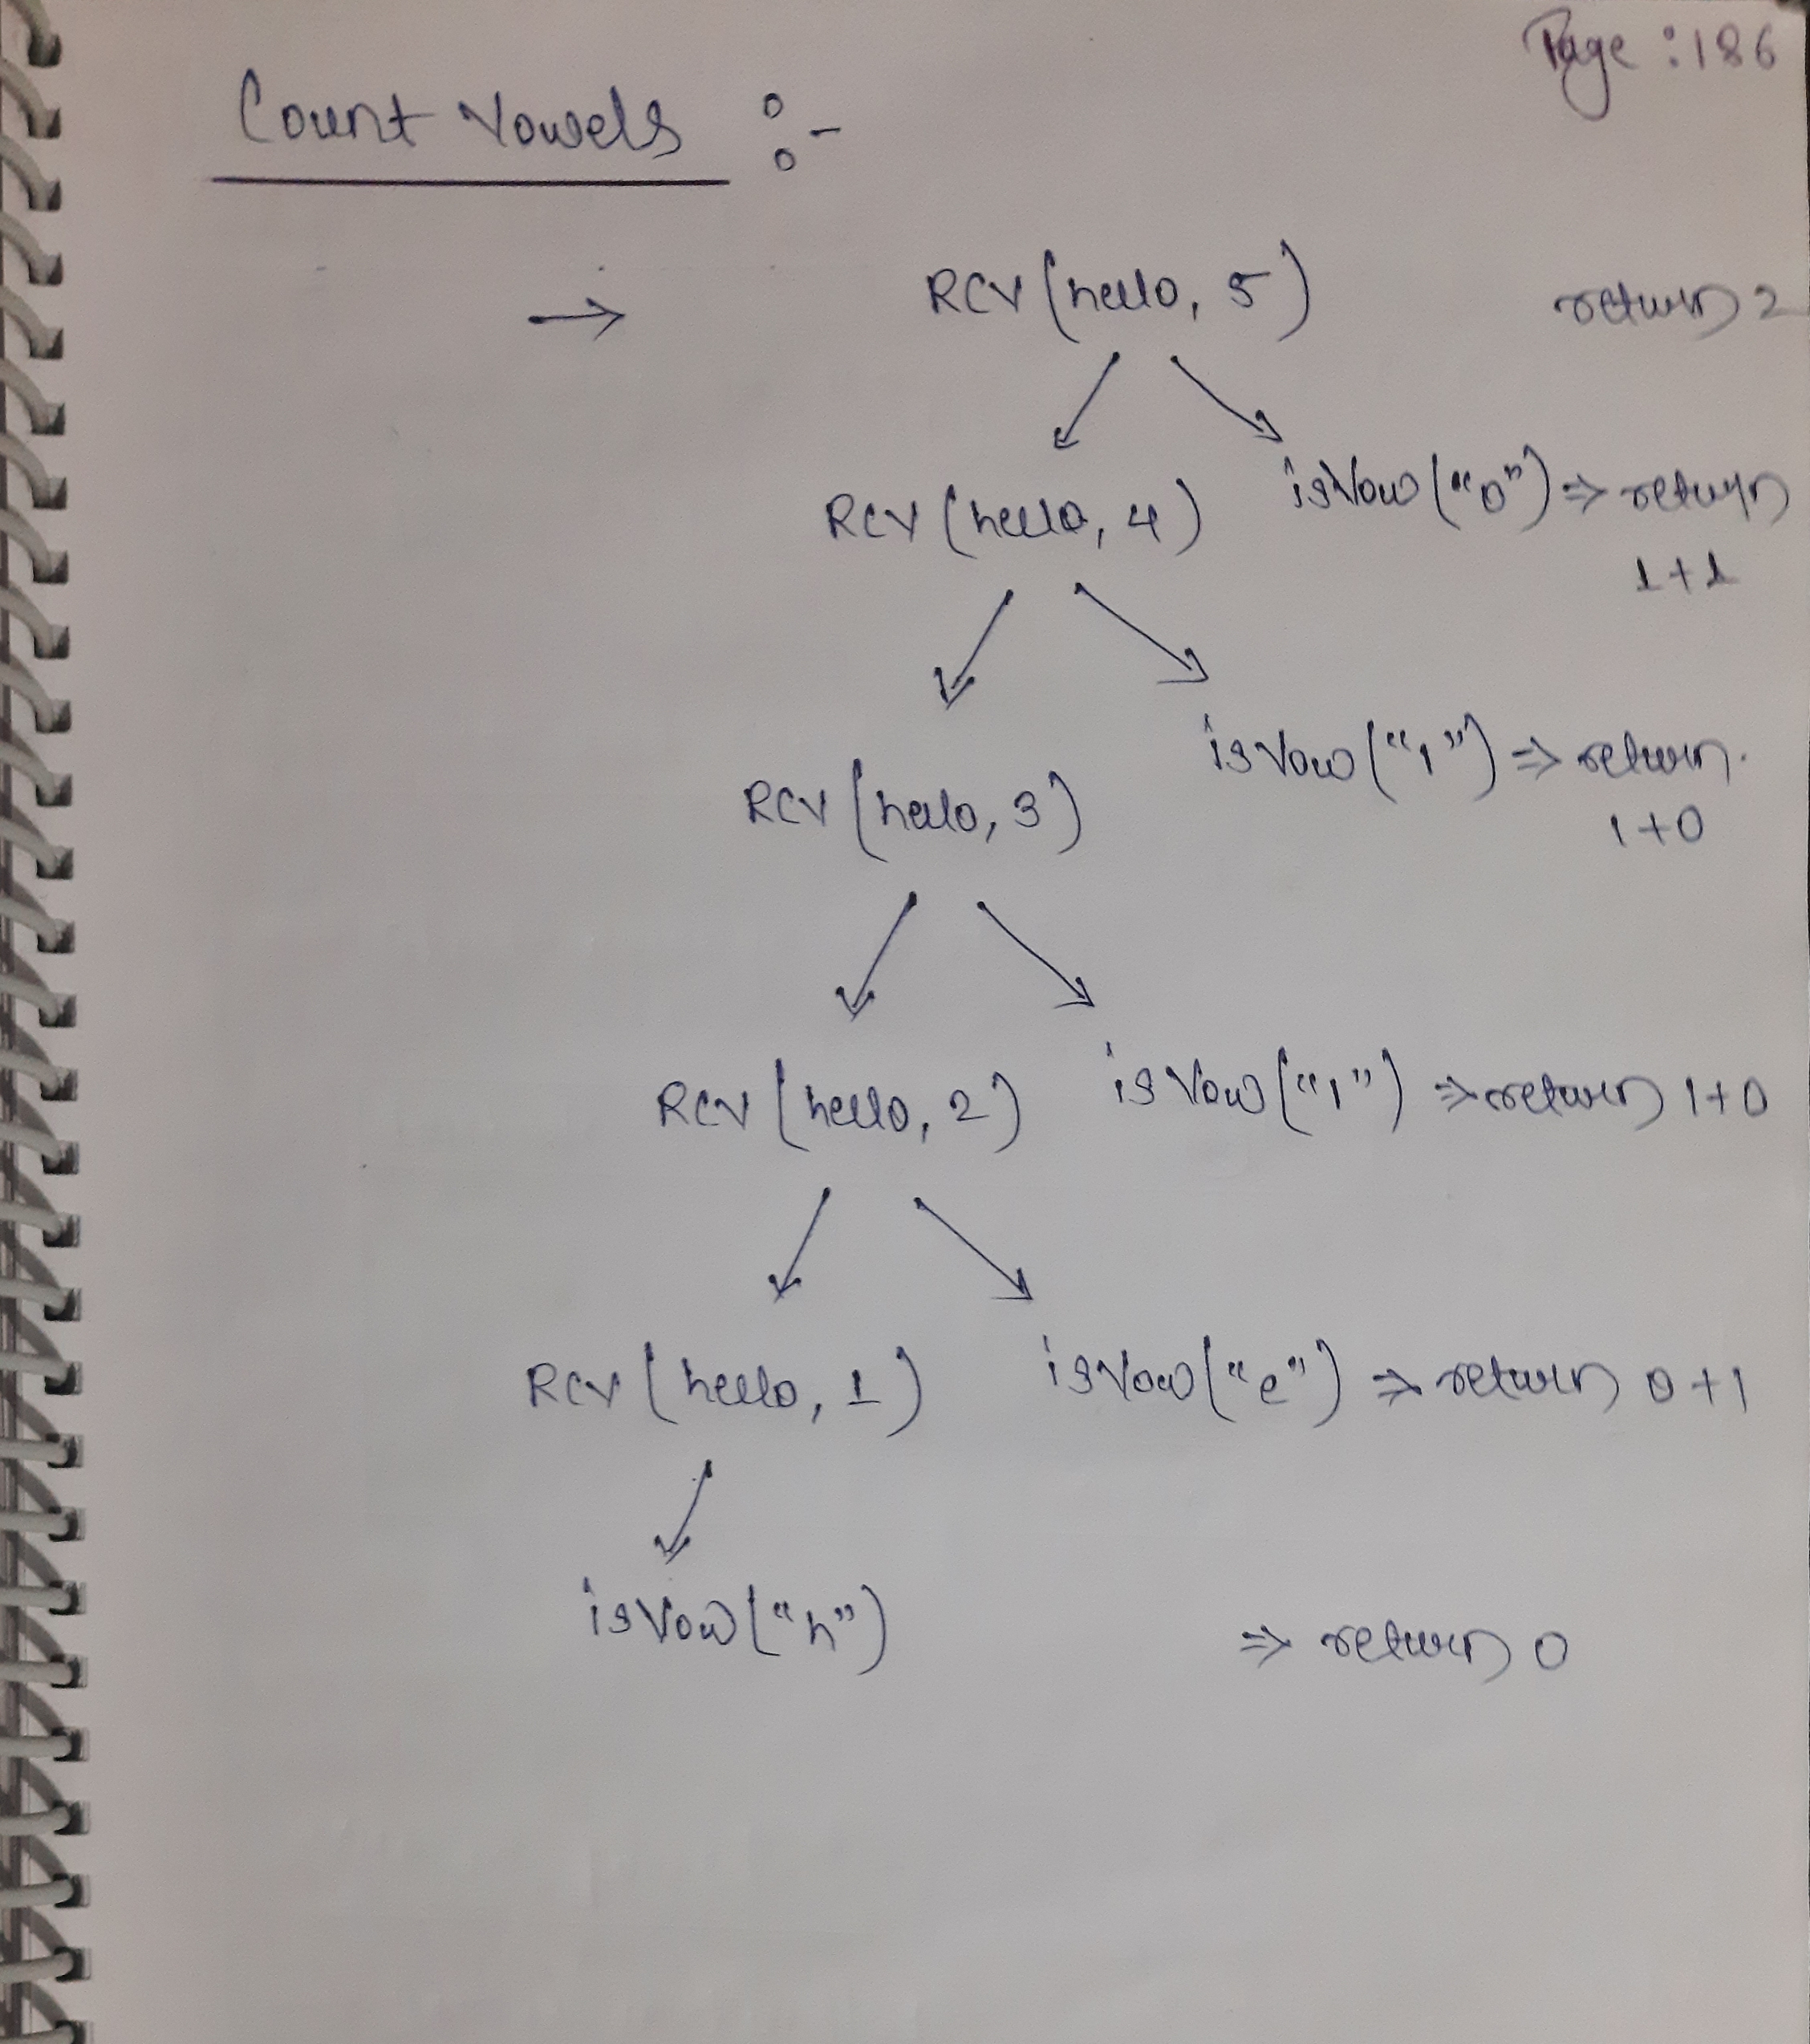 Page : 186
Count Vowels :-
→ RCV (hello, 5) return 2
RCV (hello, 4) isVow ("o") ⇒ return
1+1
RCV (hello, 3) isVow ("l") ⇒ return.
1+0
RCV (hello, 2) isVow ("l") ⇒ return 1+0
RCV (hello, 1) isVow ("e") ⇒ return 0+1
isVow ("h") ⇒ return 0